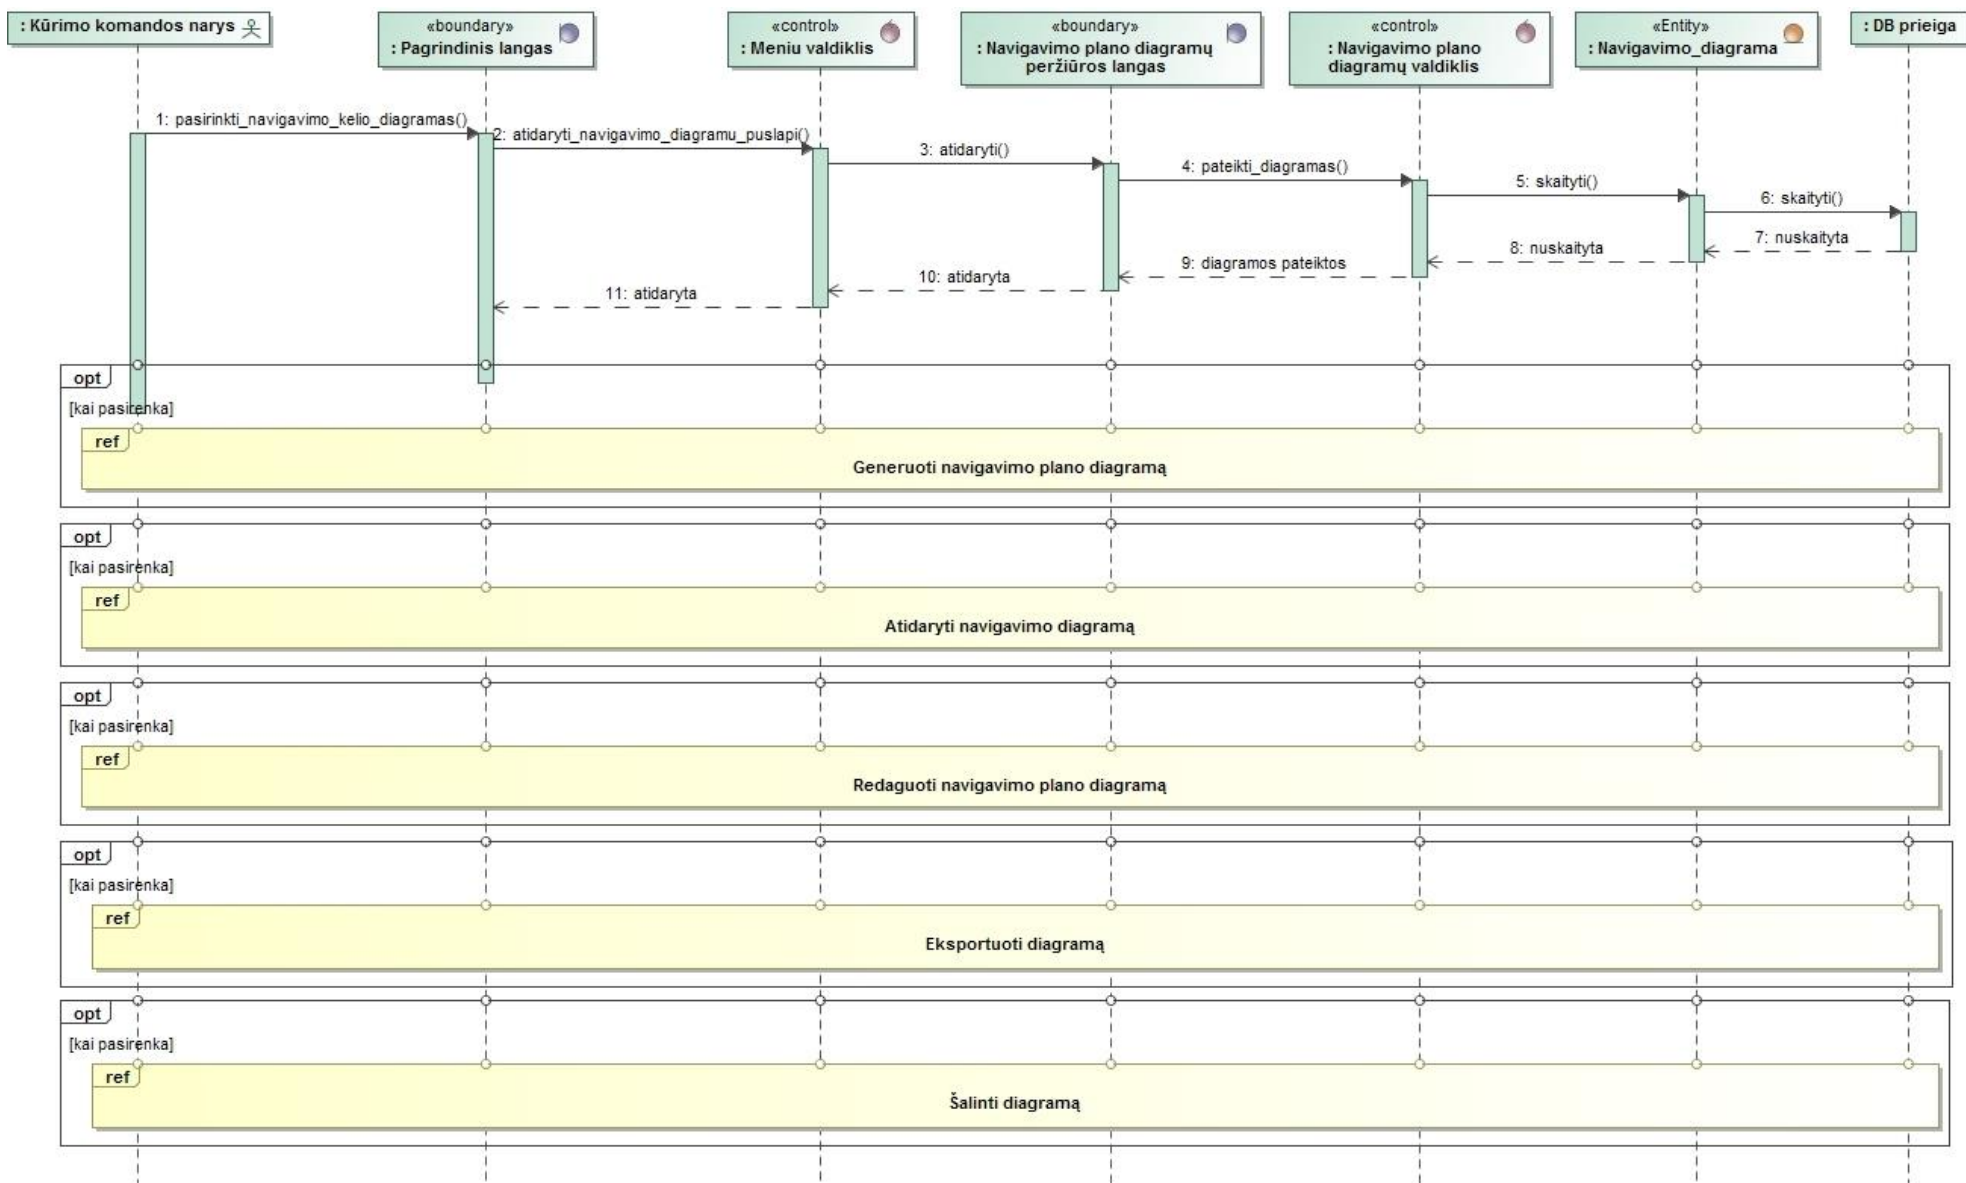 : Kūrimo komandos narys
«boundary»
: Pagrindinis langas
«control»
: Meniu valdiklis
«boundary»
: Navigavimo plano diagramų
peržiūros langas
«control»
: Navigavimo plano
diagramų valdiklis
«Entity»
: Navigavimo_diagrama
: DB prieiga
1: pasirinkti_navigavimo_kelio_diagramas()
2: atidaryti_navigavimo_diagramu_puslapi()
3: atidaryti()
4: pateikti_diagramas()
5: skaityti()
6: skaityti()
7: nuskaityta
8: nuskaityta
9: diagramos pateiktos
10: atidaryta
11: atidaryta
opt
[kai pasirenka]
ref
Generuoti navigavimo plano diagramą
opt
[kai pasirenka]
ref
Atidaryti navigavimo diagramą
opt
[kai pasirenka]
ref
Redaguoti navigavimo plano diagramą
opt
[kai pasirenka]
ref
Eksportuoti diagramą
opt
[kai pasirenka]
ref
Šalinti diagramą